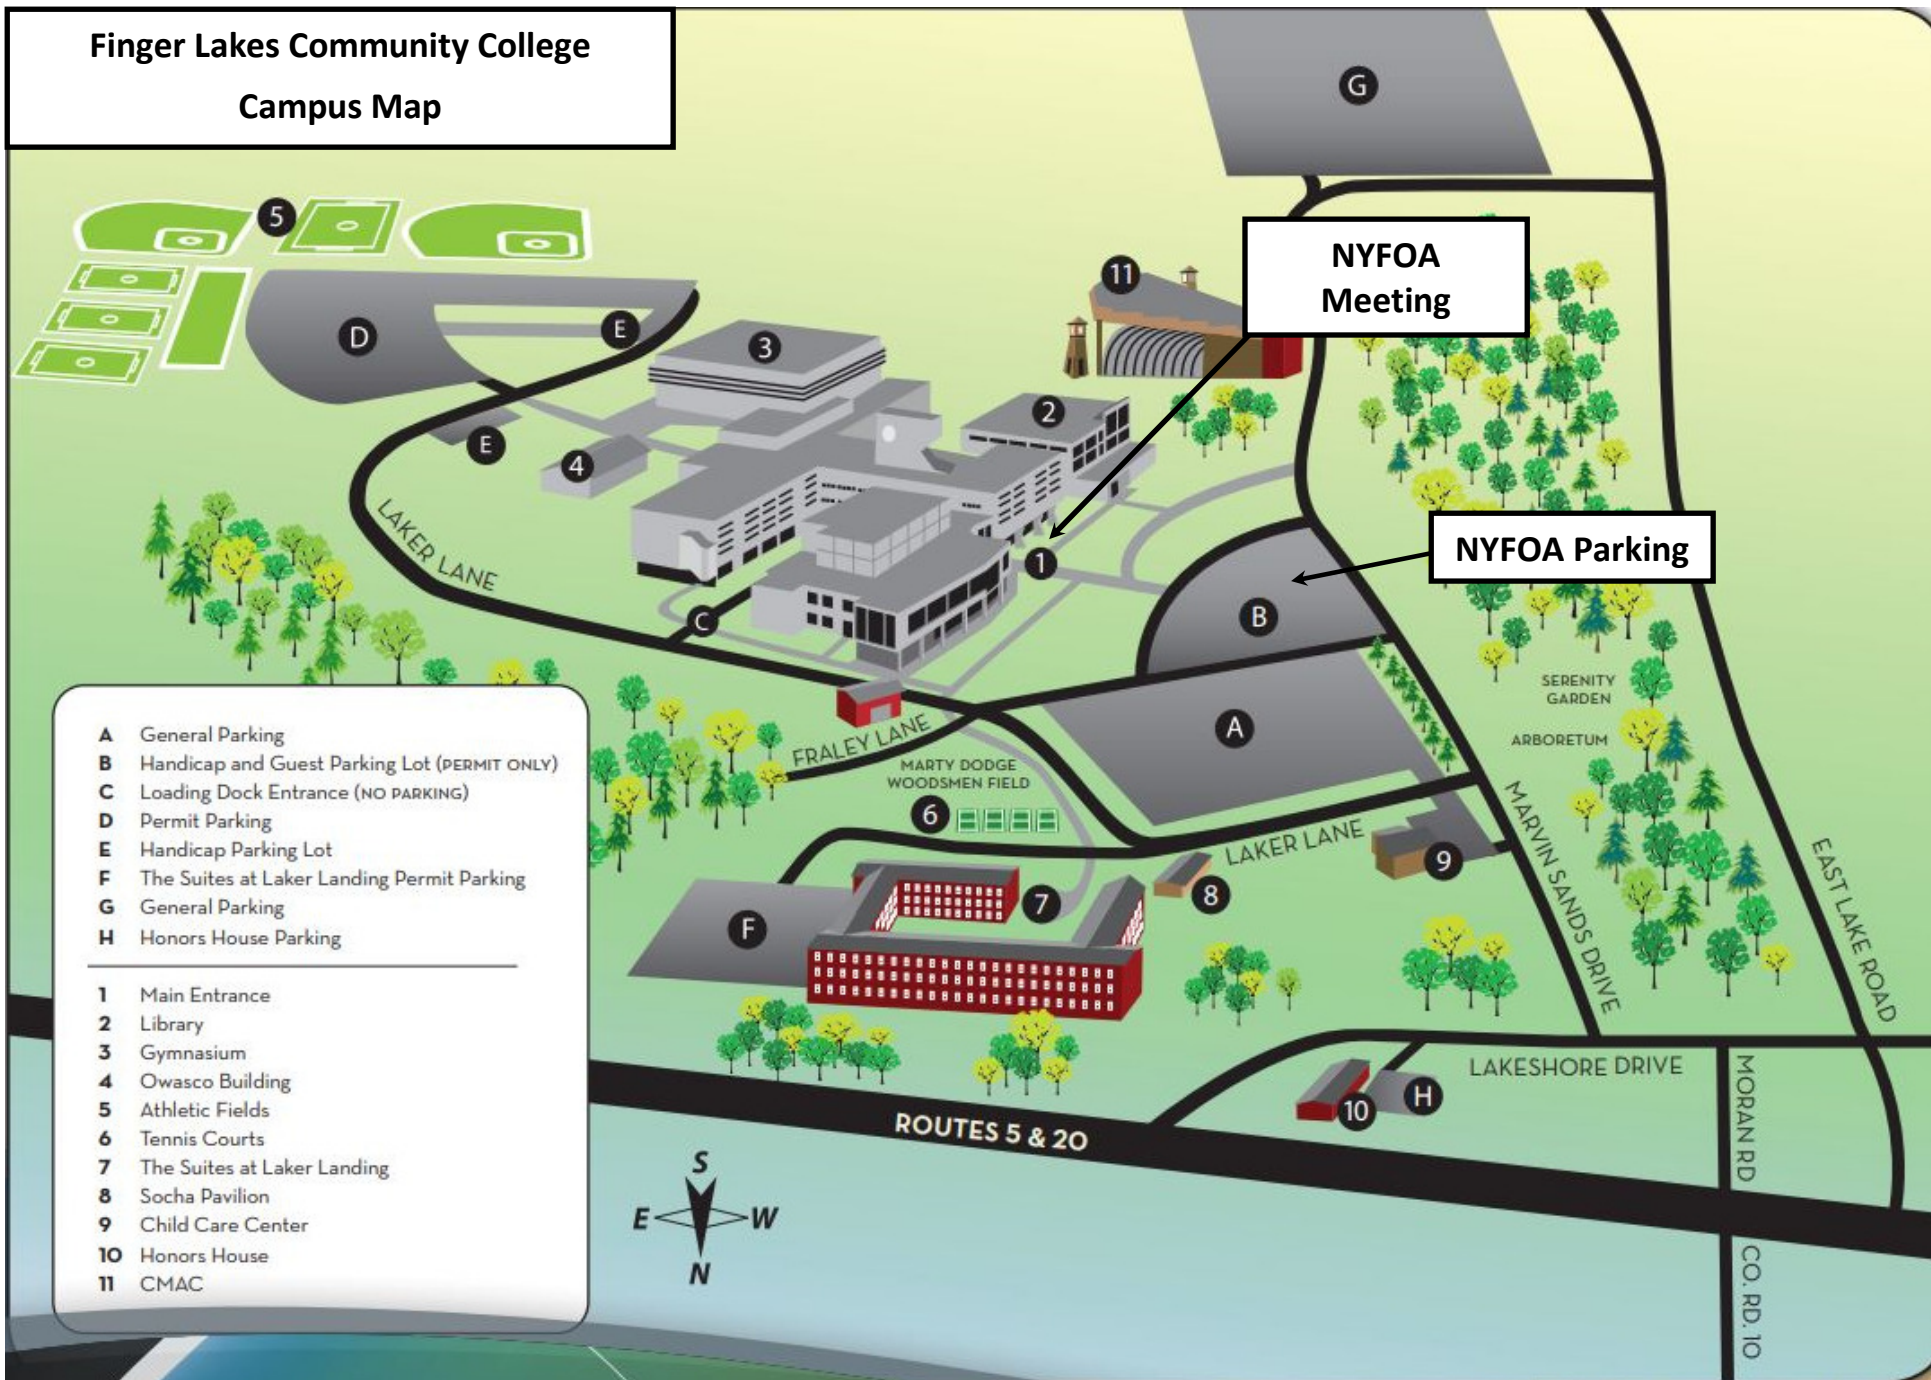 Finger Lakes Community College
Campus Map
G
5
NYFOA
Meeting
11
D
E
3
2
E
4
NYFOA Parking
LAKER LANE
1
B
C
SERENITY
GARDEN
A
ARBORETUM
FRALEY LANE
MARTY DODGE
WOODSMEN FIELD
6
LAKER LANE
9
MARVIN SANDS DRIVE
EAST LAKE ROAD
8
7
F
A General Parking
B Handicap and Guest Parking Lot (PERMIT ONLY)
C Loading Dock Entrance (NO PARKING)
D Permit Parking
E Handicap Parking Lot
F The Suites at Laker Landing Permit Parking
G General Parking
H Honors House Parking
1 Main Entrance
2 Library
3 Gymnasium
4 Owasco Building
5 Athletic Fields
6 Tennis Courts
7 The Suites at Laker Landing
8 Socha Pavilion
9 Child Care Center
10 Honors House
11 CMAC
LAKESHORE DRIVE
H
10
MORAN RD
ROUTES 5 & 20
S
E W
N
CO. RD. 10